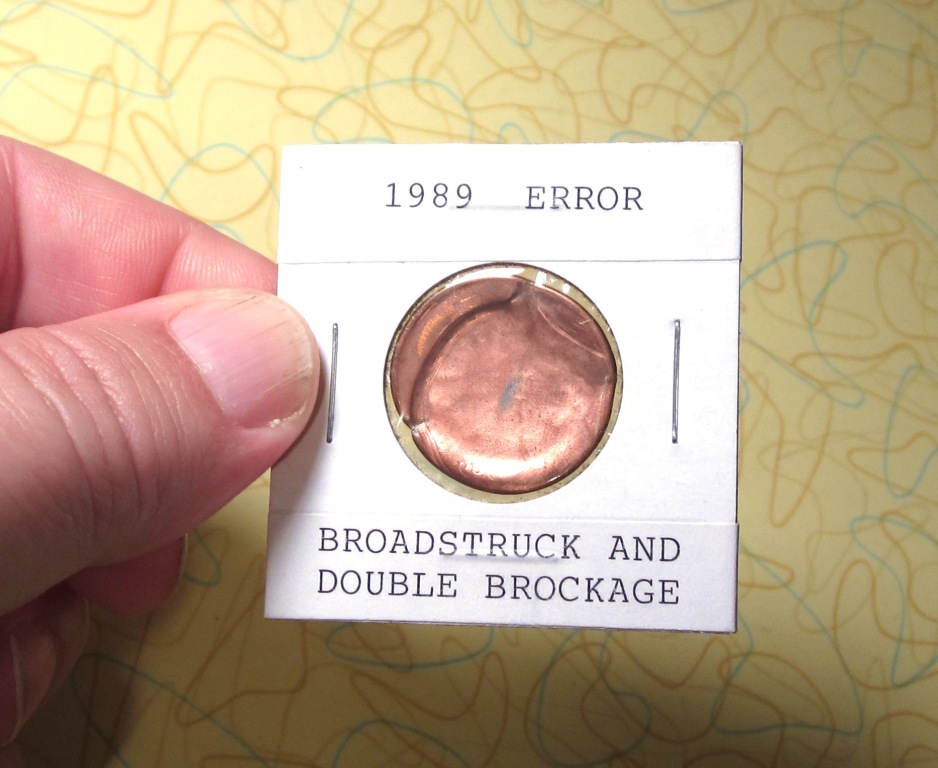 1989 ERROR
BROADSTRUCK AND
DOUBLE BROCKAGE